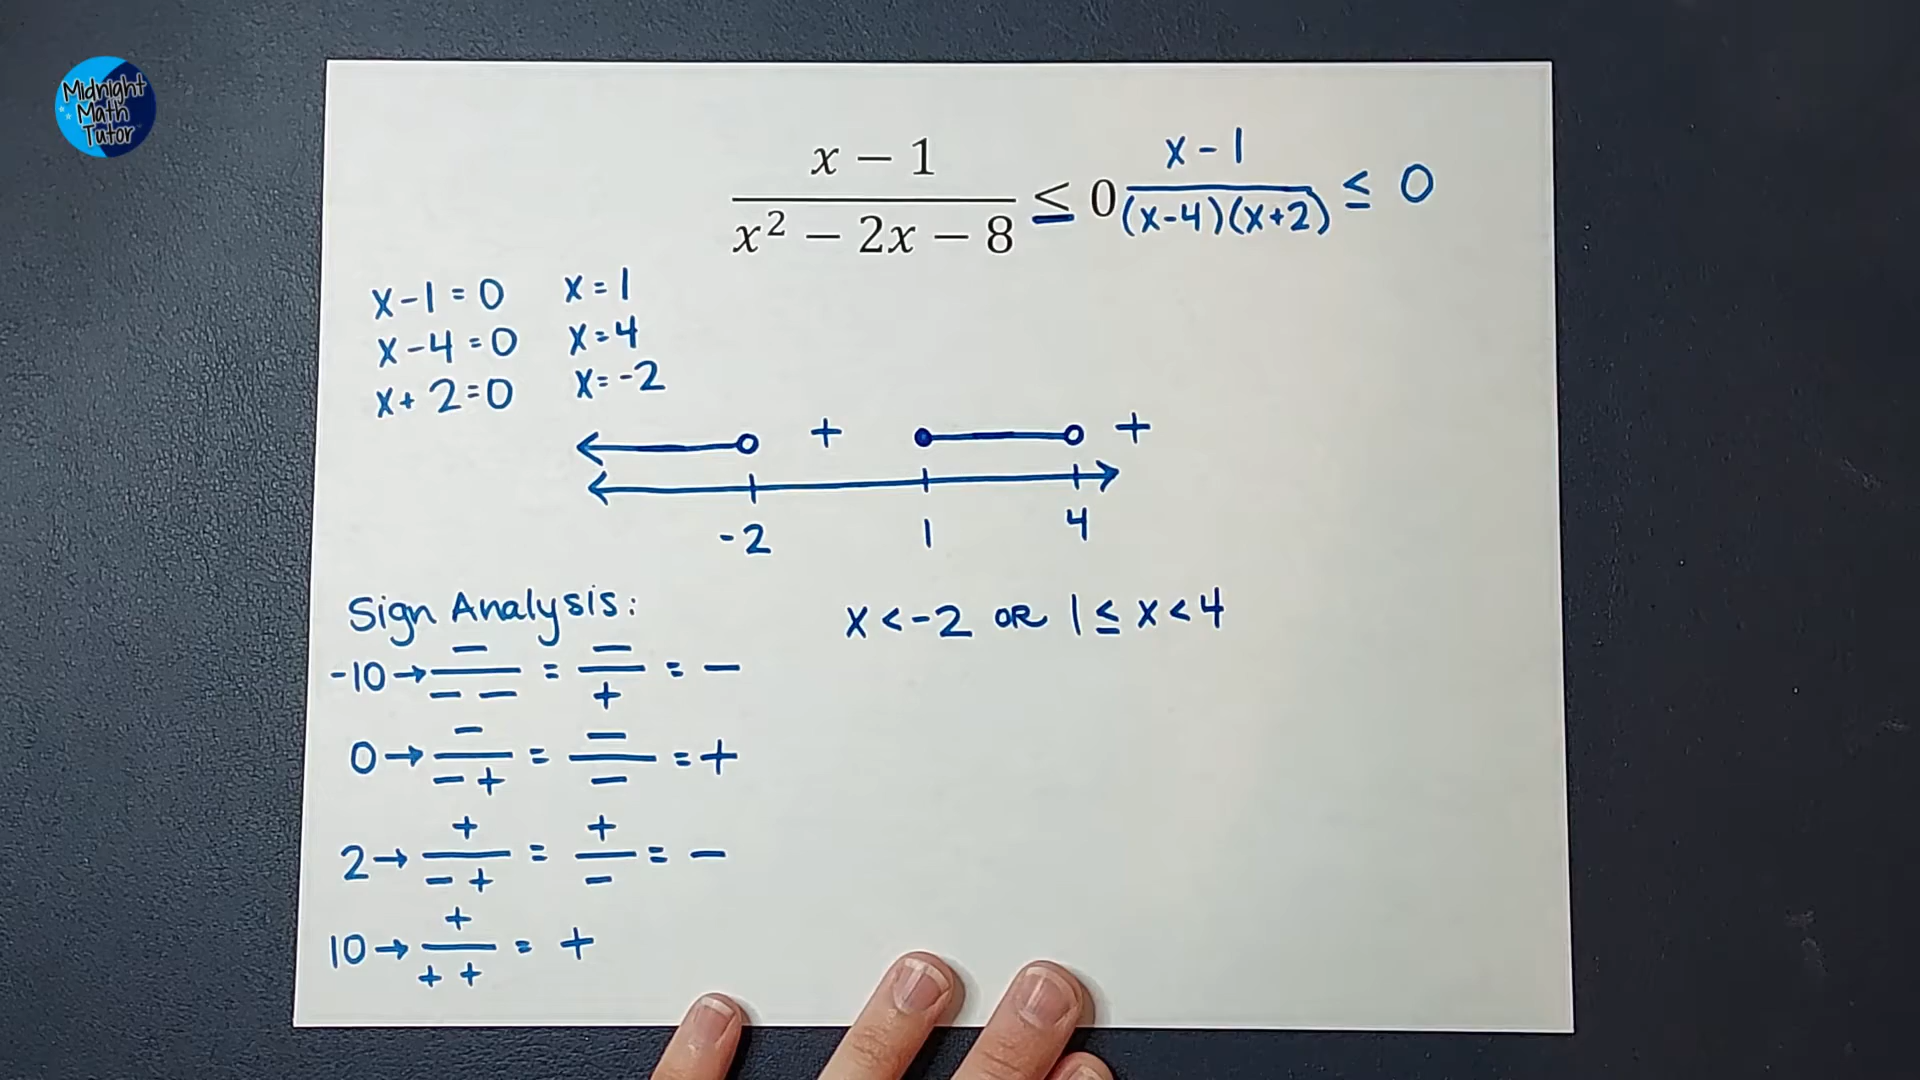 Midnight
Math
Tutor
x − 1
x² − 2x − 8
≤ 0
x - 1
(x-4)(x+2)
≤ 0
x-1=0 x=1
x-4=0 x=4
x+2=0 x=-2
+ +
-2 1 4
Sign Analysis:
x<-2 OR 1≤x<4
-10→ −/− − = −/+ = −
0→ −/− + = −/− = +
2→ +/− + = +/− = −
10→ +/+ + = +